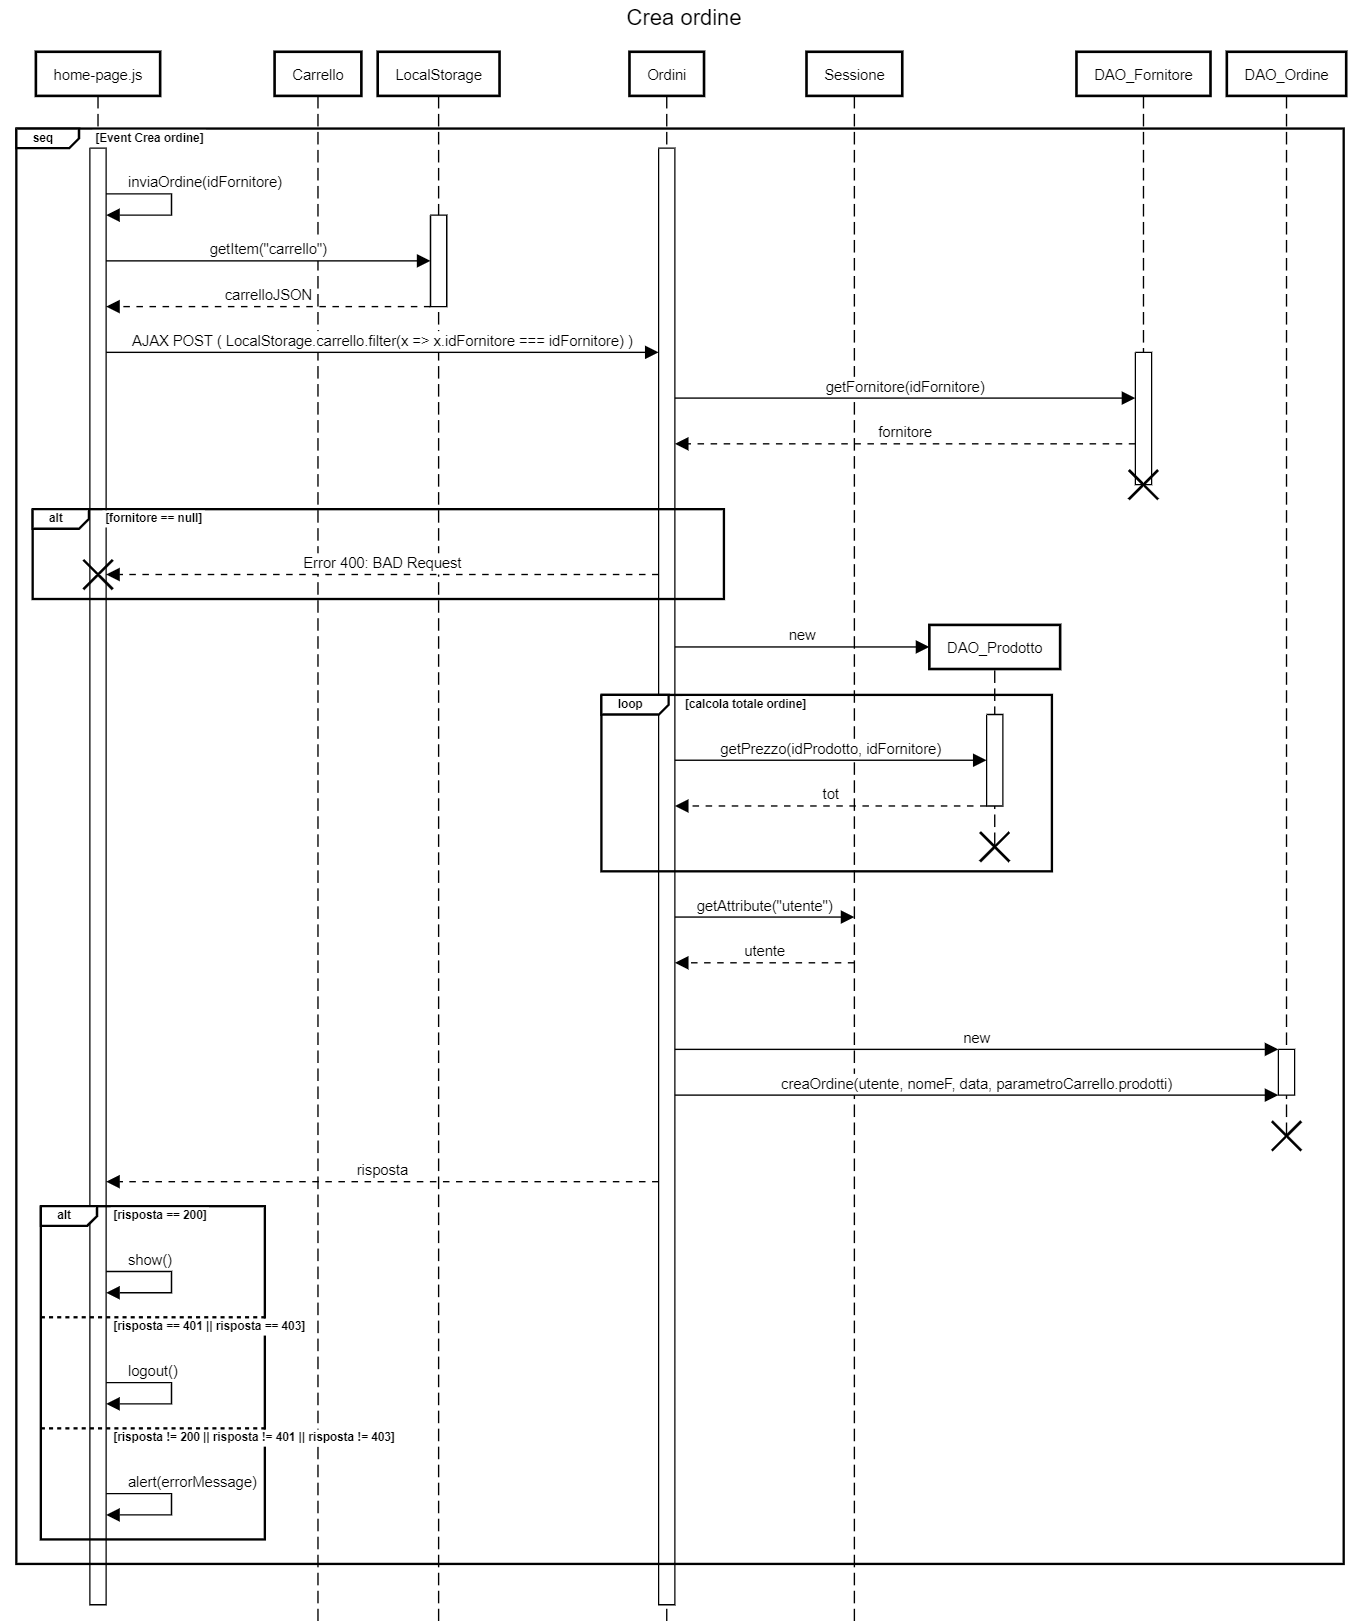 Crea ordine
home-page.js
Carrello
LocalStorage
Ordini
Sessione
DAO_Fornitore
DAO_Ordine
seq
[Event Crea ordine]
inviaOrdine(idFornitore)
getItem("carrello")
carrelloJSON
AJAX POST ( LocalStorage.carrello.filter(x => x.idFornitore === idFornitore) )
getFornitore(idFornitore)
fornitore
alt
[fornitore == null]
Error 400: BAD Request
new
DAO_Prodotto
loop
[calcola totale ordine]
getPrezzo(idProdotto, idFornitore)
tot
getAttribute("utente")
utente
new
creaOrdine(utente, nomeF, data, parametroCarrello.prodotti)
risposta
alt
[risposta == 200]
show()
[risposta == 401 || risposta == 403]
logout()
[risposta != 200 || risposta != 401 || risposta != 403]
alert(errorMessage)